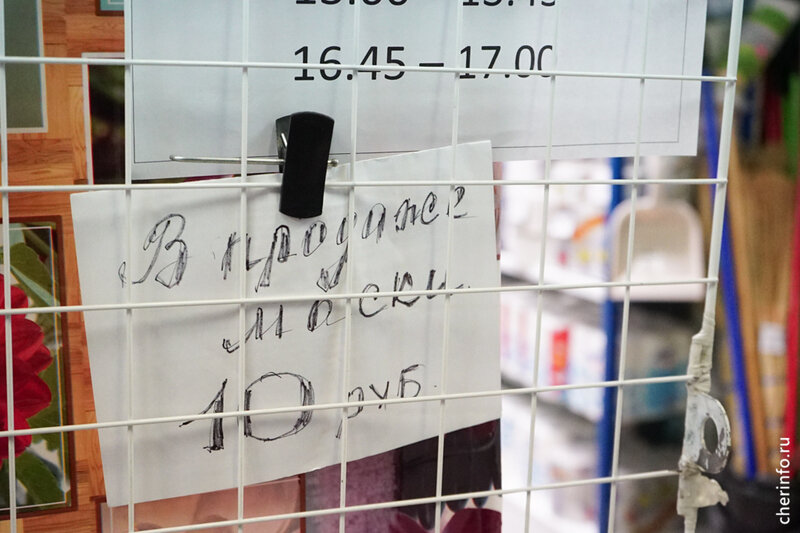 16.45 – 17.00
В продаже
маски
10 руб.
cherinfo.ru